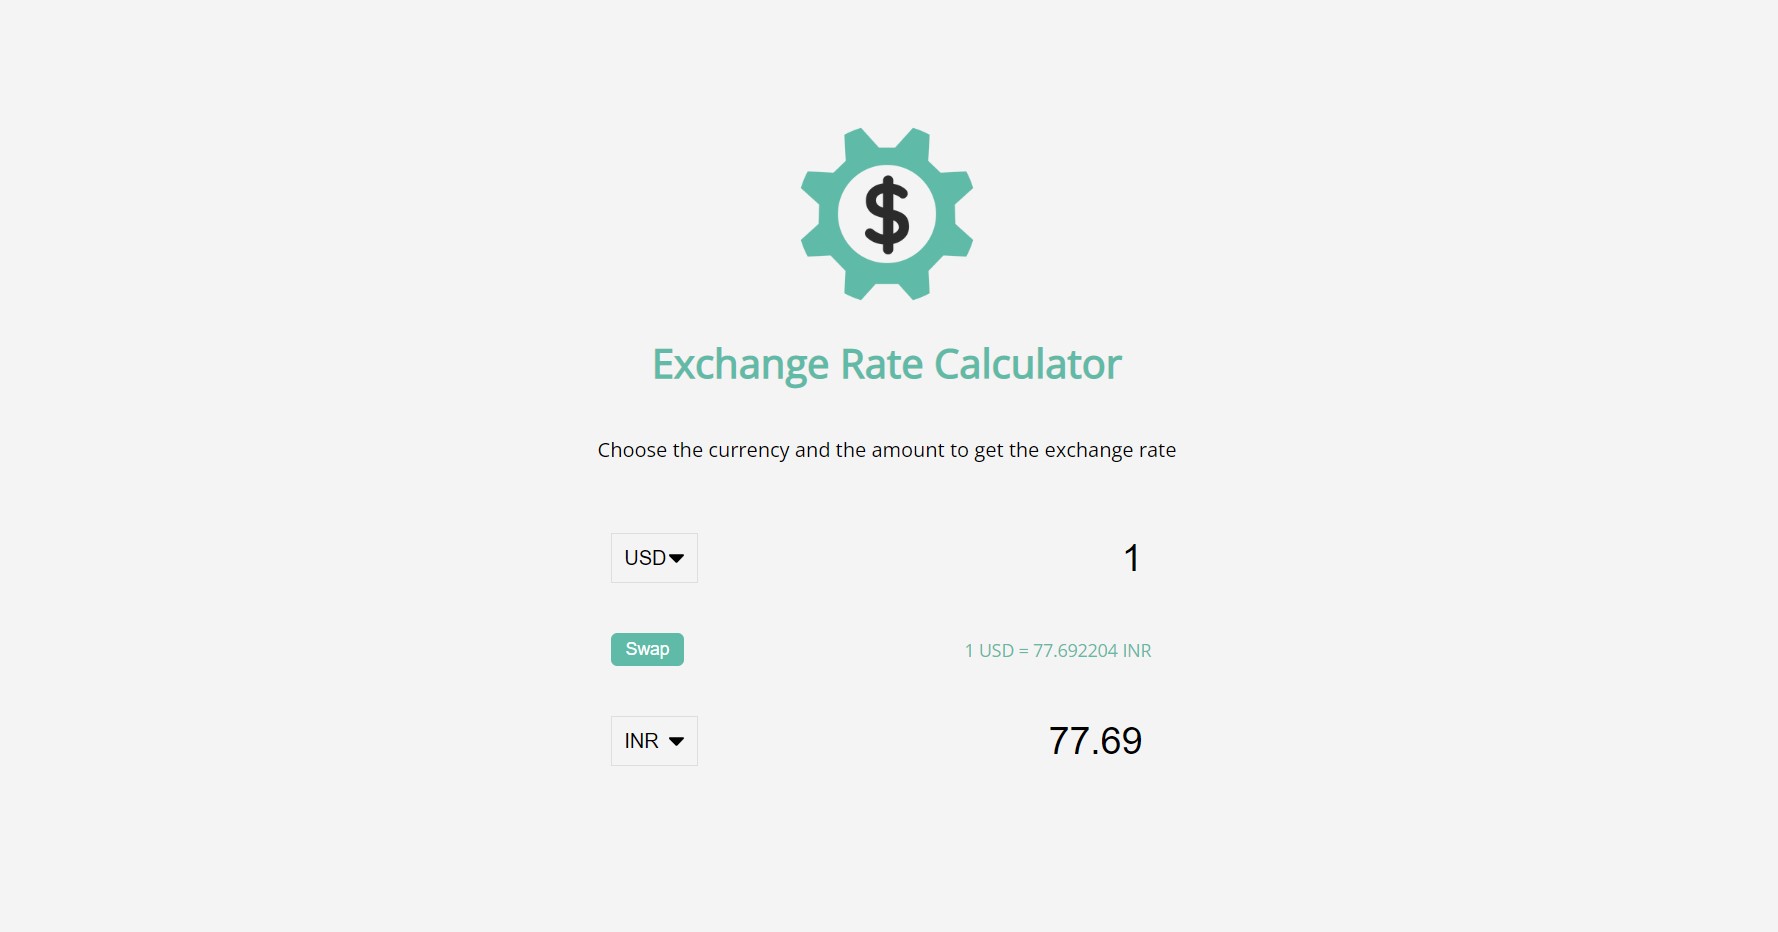 $
Exchange Rate Calculator
Choose the currency and the amount to get the exchange rate
USD 1
Swap 1 USD = 77.692204 INR
INR 77.69